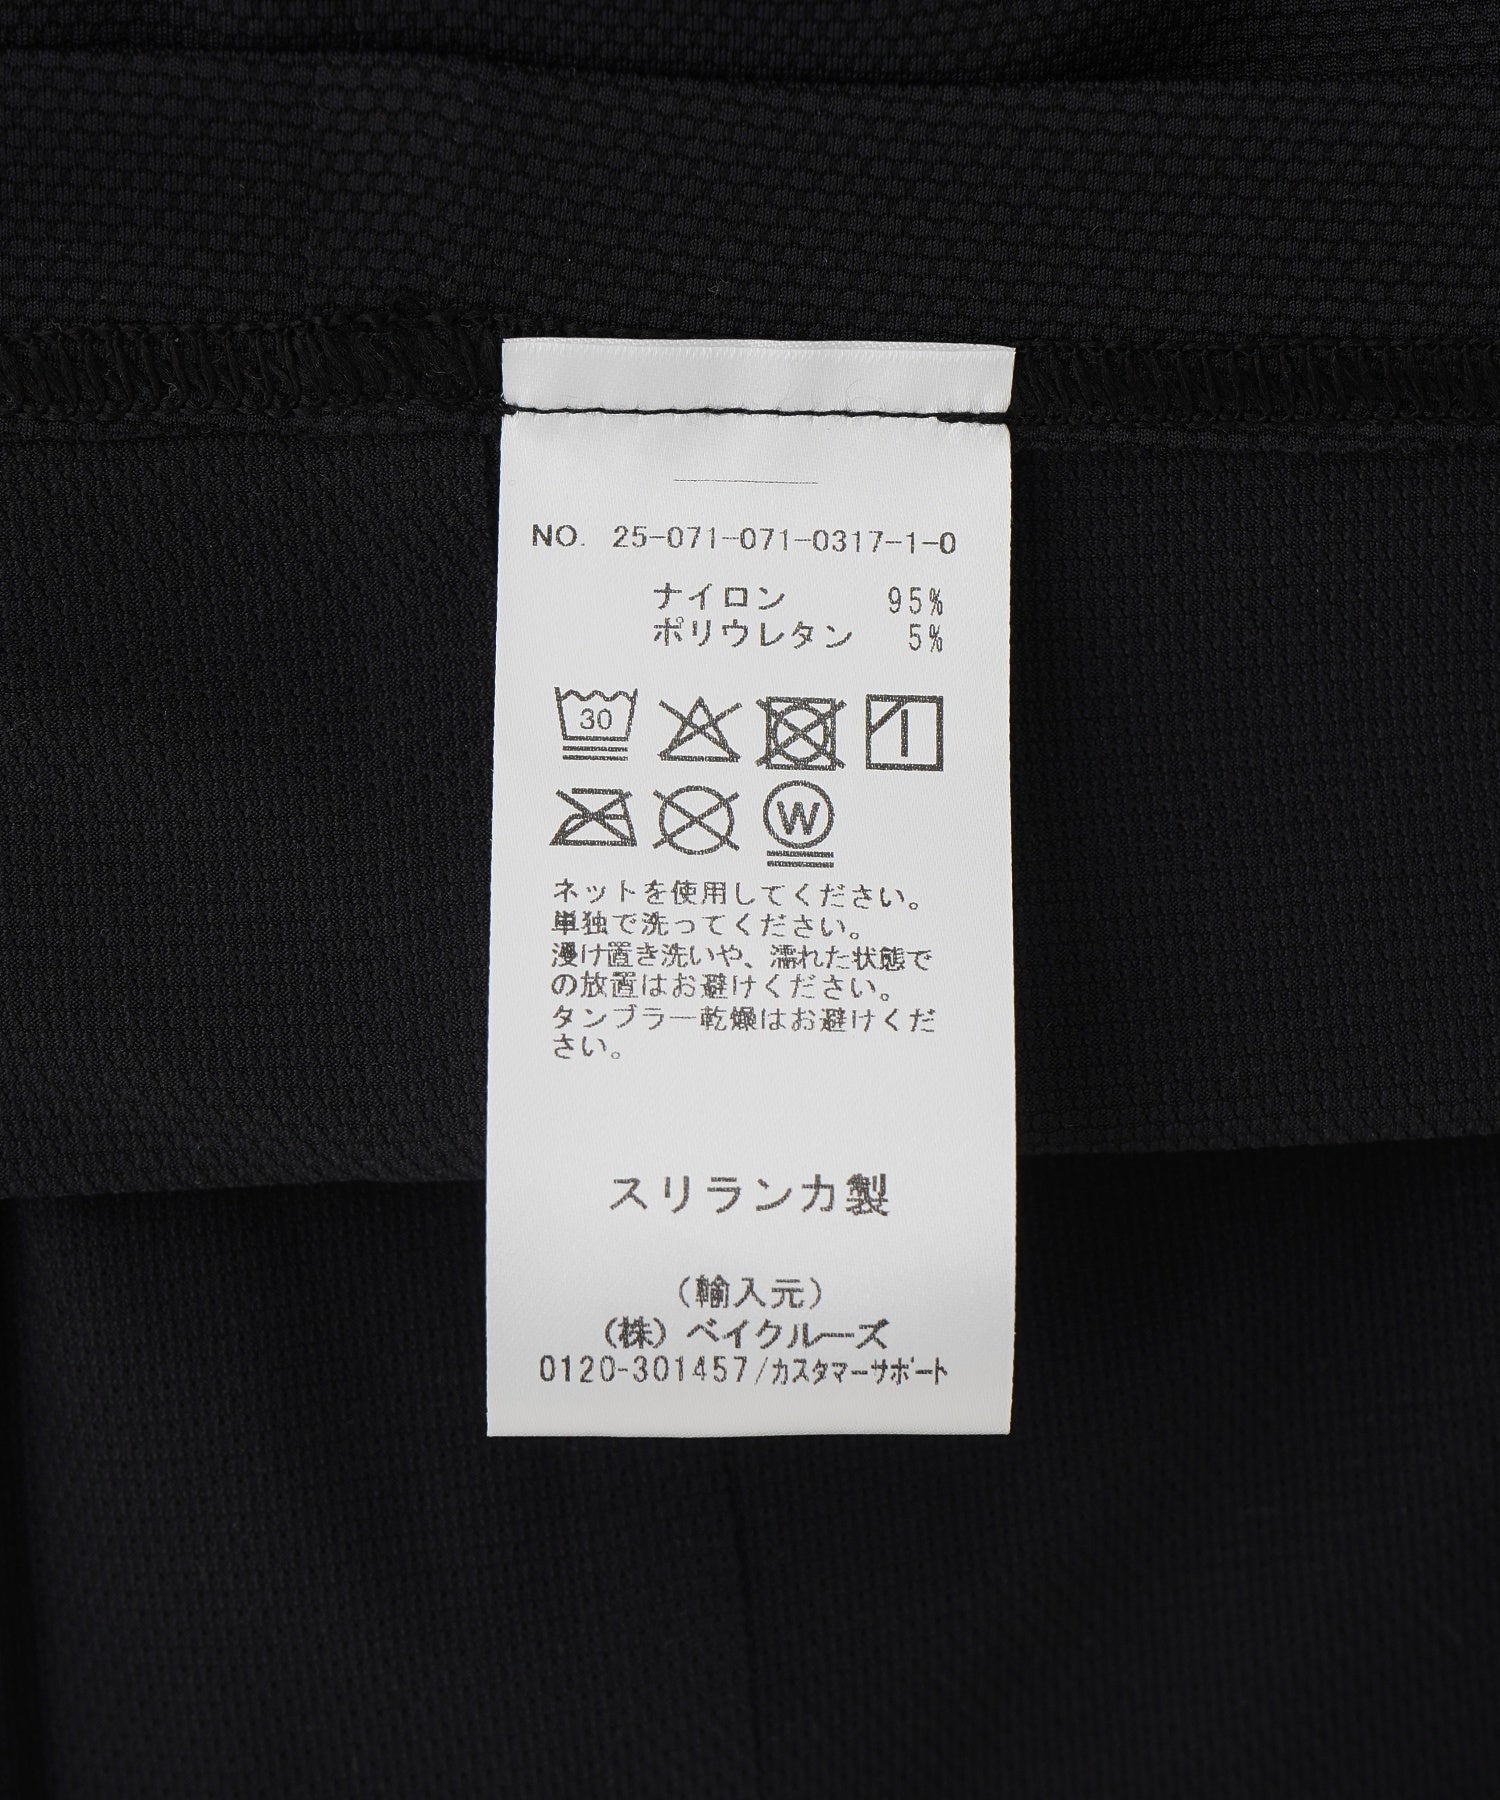 NO. 25-071-071-0317-1-0
ナイロン 95%
ポリウレタン 5%
30
W
ネットを使用してください。
単独で洗ってください。
浸け置き洗いや、濡れた状態で
の放置はお避けください。
タンブラー乾燥はお避けくだ
さい。
スリランカ製
（輸入元）
（株）ベイクルーズ
0120-301457/カスタマーサポート